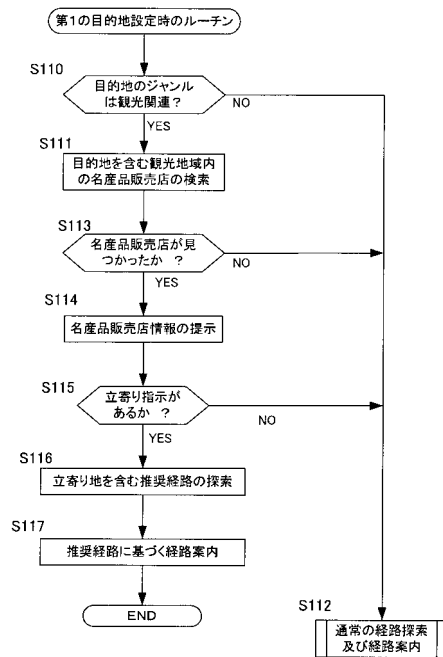 第1の目的地設定時のルーチン
S110
目的地のジャンル
は観光関連？
NO
YES
S111
目的地を含む観光地域内
の名産品販売店の検索
S113
名産品販売店が見
つかったか　？
NO
YES
S114
名産品販売店情報の提示
S115
立寄り指示が
あるか　？
NO
YES
S116
立寄り地を含む推奨経路の探索
S117
推奨経路に基づく経路案内
END
S112
通常の経路探索
及び経路案内